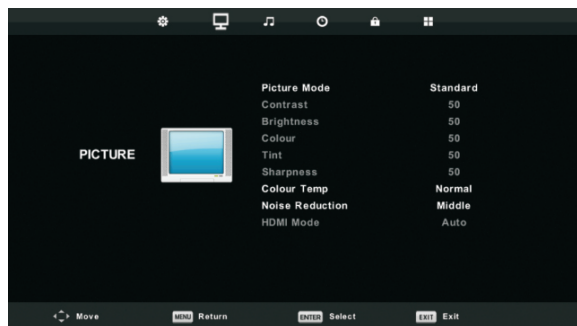 PICTURE
Picture Mode Standard
Contrast 50
Brightness 50
Colour 50
Tint 50
Sharpness 50
Colour Temp Normal
Noise Reduction Middle
HDMI Mode Auto
Move MENU Return ENTER Select EXIT Exit